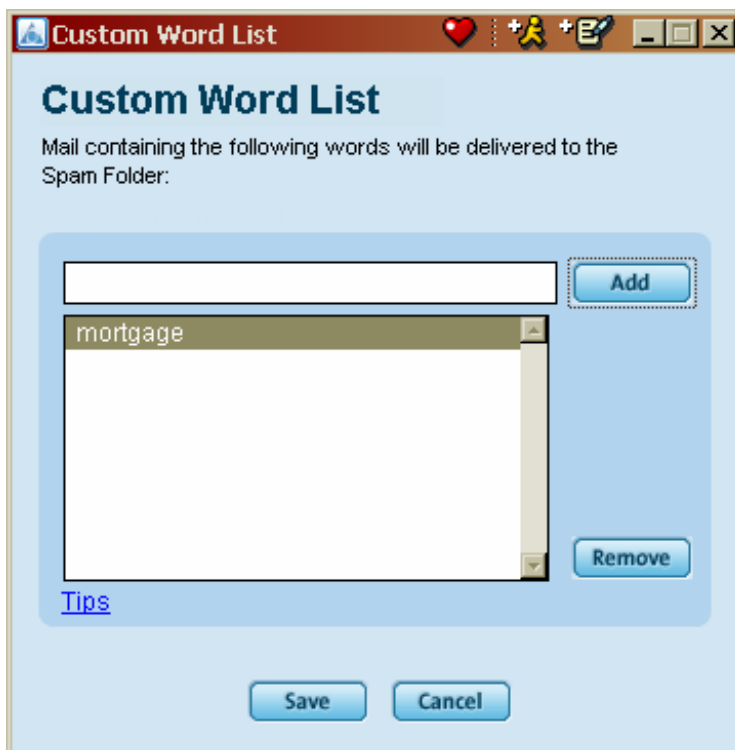 Custom Word List
Custom Word List
Mail containing the following words will be delivered to the
Spam Folder:
Add
mortgage
Remove
Tips
Save Cancel